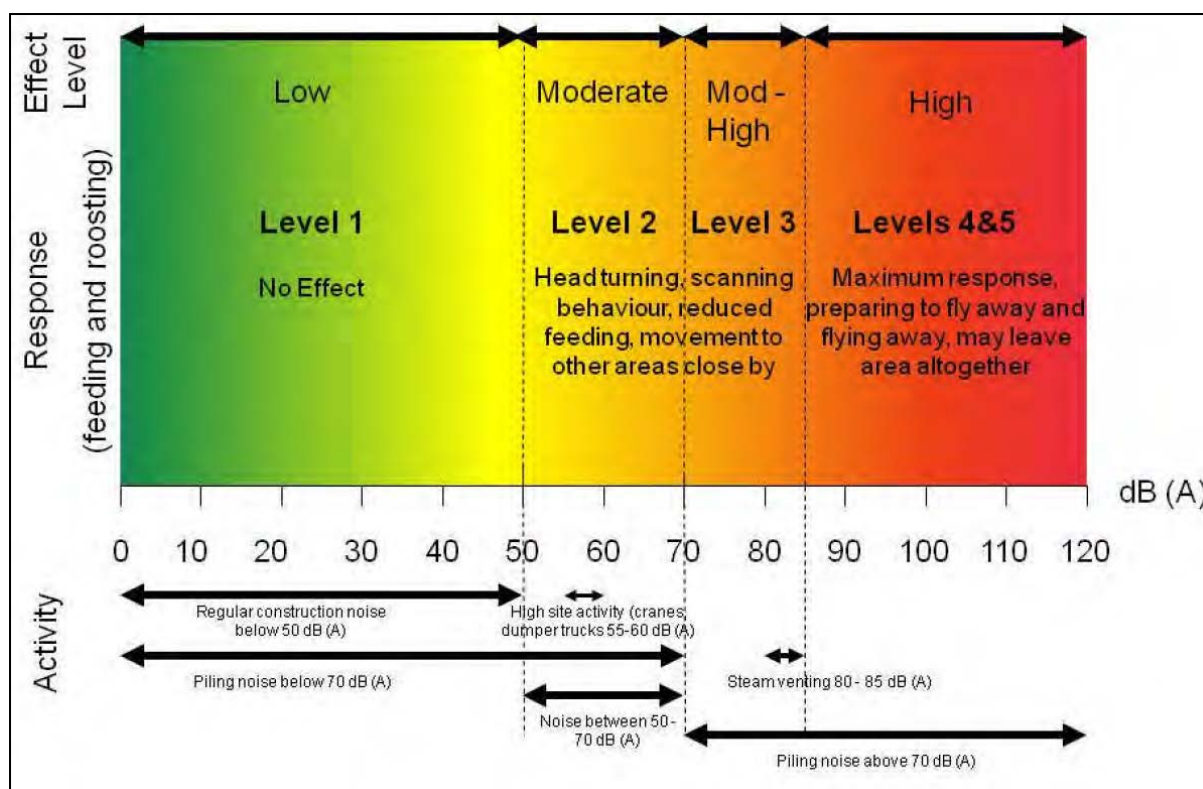 Effect
Level
Low
Moderate
Mod -
High
High
Response
(feeding and roosting)
Level 1
Level 2
Level 3
Levels 4&5
No Effect
Head turning, scanning
behaviour, reduced
feeding, movement to
other areas close by
Maximum response,
preparing to fly away and
flying away, may leave
area altogether
dB (A)
0 10 20 30 40 50 60 70 80 90 100 110 120
Activity
Regular construction noise
below 50 dB (A)
High site activity (cranes,
dumper trucks 55-60 dB (A)
Piling noise below 70 dB (A)
Steam venting 80 - 85 dB (A)
Noise between 50-
70 dB (A)
Piling noise above 70 dB (A)